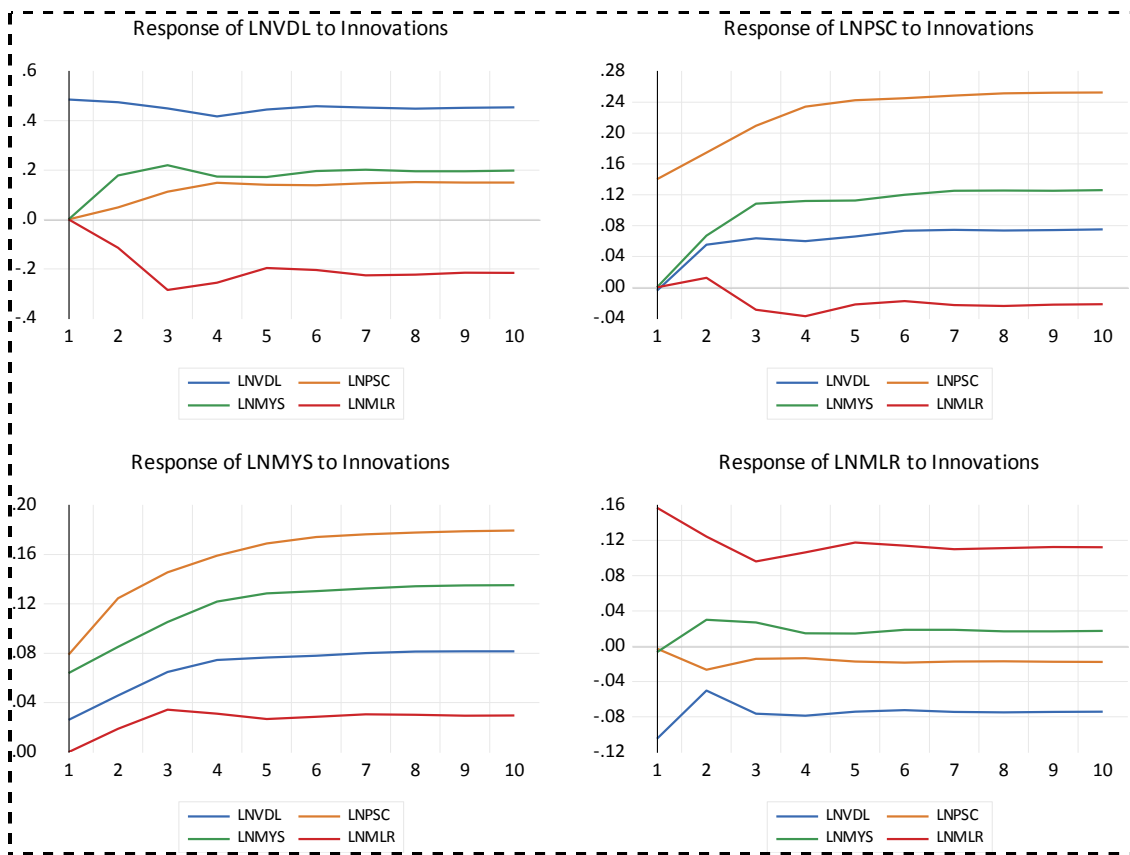 Response of LNVDL to Innovations
.6
.4
.2
.0
-.2
-.4
1 2 3 4 5 6 7 8 9 10
LNVDL LNPSC
LNMYS LNMLR
Response of LNPSC to Innovations
.28
.24
.20
.16
.12
.08
.04
.00
-.04
1 2 3 4 5 6 7 8 9 10
LNVDL LNPSC
LNMYS LNMLR
Response of LNMYS to Innovations
.20
.16
.12
.08
.04
.00
1 2 3 4 5 6 7 8 9 10
LNVDL LNPSC
LNMYS LNMLR
Response of LNMLR to Innovations
.16
.12
.08
.04
.00
-.04
-.08
-.12
1 2 3 4 5 6 7 8 9 10
LNVDL LNPSC
LNMYS LNMLR